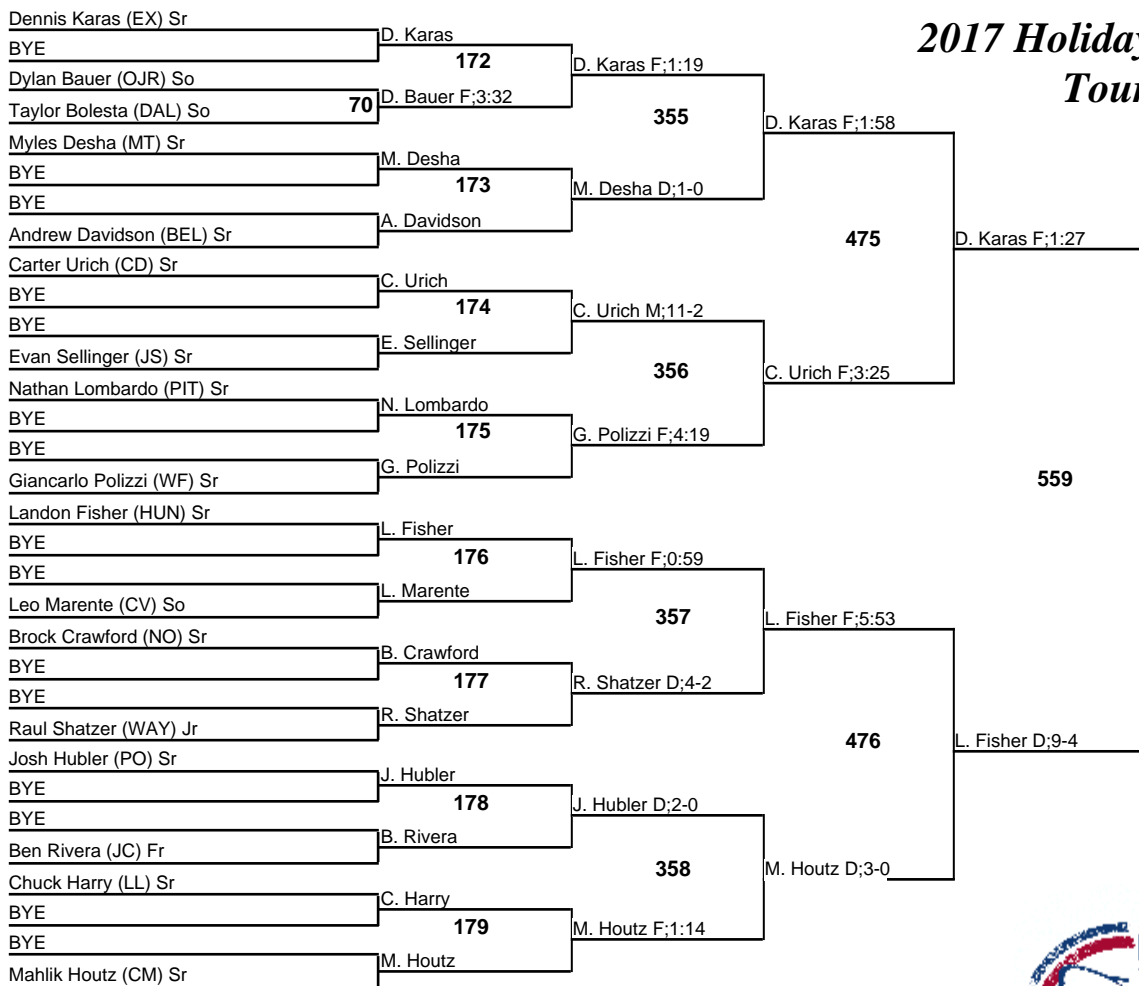 2017 Holiday
Tour
Dennis Karas (EX) Sr
BYE
Dylan Bauer (OJR) So
Taylor Bolesta (DAL) So
Myles Desha (MT) Sr
BYE
BYE
Andrew Davidson (BEL) Sr
Carter Urich (CD) Sr
BYE
BYE
Evan Sellinger (JS) Sr
Nathan Lombardo (PIT) Sr
BYE
BYE
Giancarlo Polizzi (WF) Sr
Landon Fisher (HUN) Sr
BYE
BYE
Leo Marente (CV) So
Brock Crawford (NO) Sr
BYE
BYE
Raul Shatzer (WAY) Jr
Josh Hubler (PO) Sr
BYE
BYE
Ben Rivera (JC) Fr
Chuck Harry (LL) Sr
BYE
BYE
Mahlik Houtz (CM) Sr
70
D. Karas
172
D. Bauer F;3:32
M. Desha
173
A. Davidson
C. Urich
174
E. Sellinger
N. Lombardo
175
G. Polizzi
L. Fisher
176
L. Marente
B. Crawford
177
R. Shatzer
J. Hubler
178
B. Rivera
C. Harry
179
M. Houtz
D. Karas F;1:19
355
M. Desha D;1-0
C. Urich M;11-2
356
G. Polizzi F;4:19
L. Fisher F;0:59
357
R. Shatzer D;4-2
J. Hubler D;2-0
358
M. Houtz F;1:14
D. Karas F;1:58
475
C. Urich F;3:25
L. Fisher F;5:53
476
M. Houtz D;3-0
D. Karas F;1:27
559
L. Fisher D;9-4